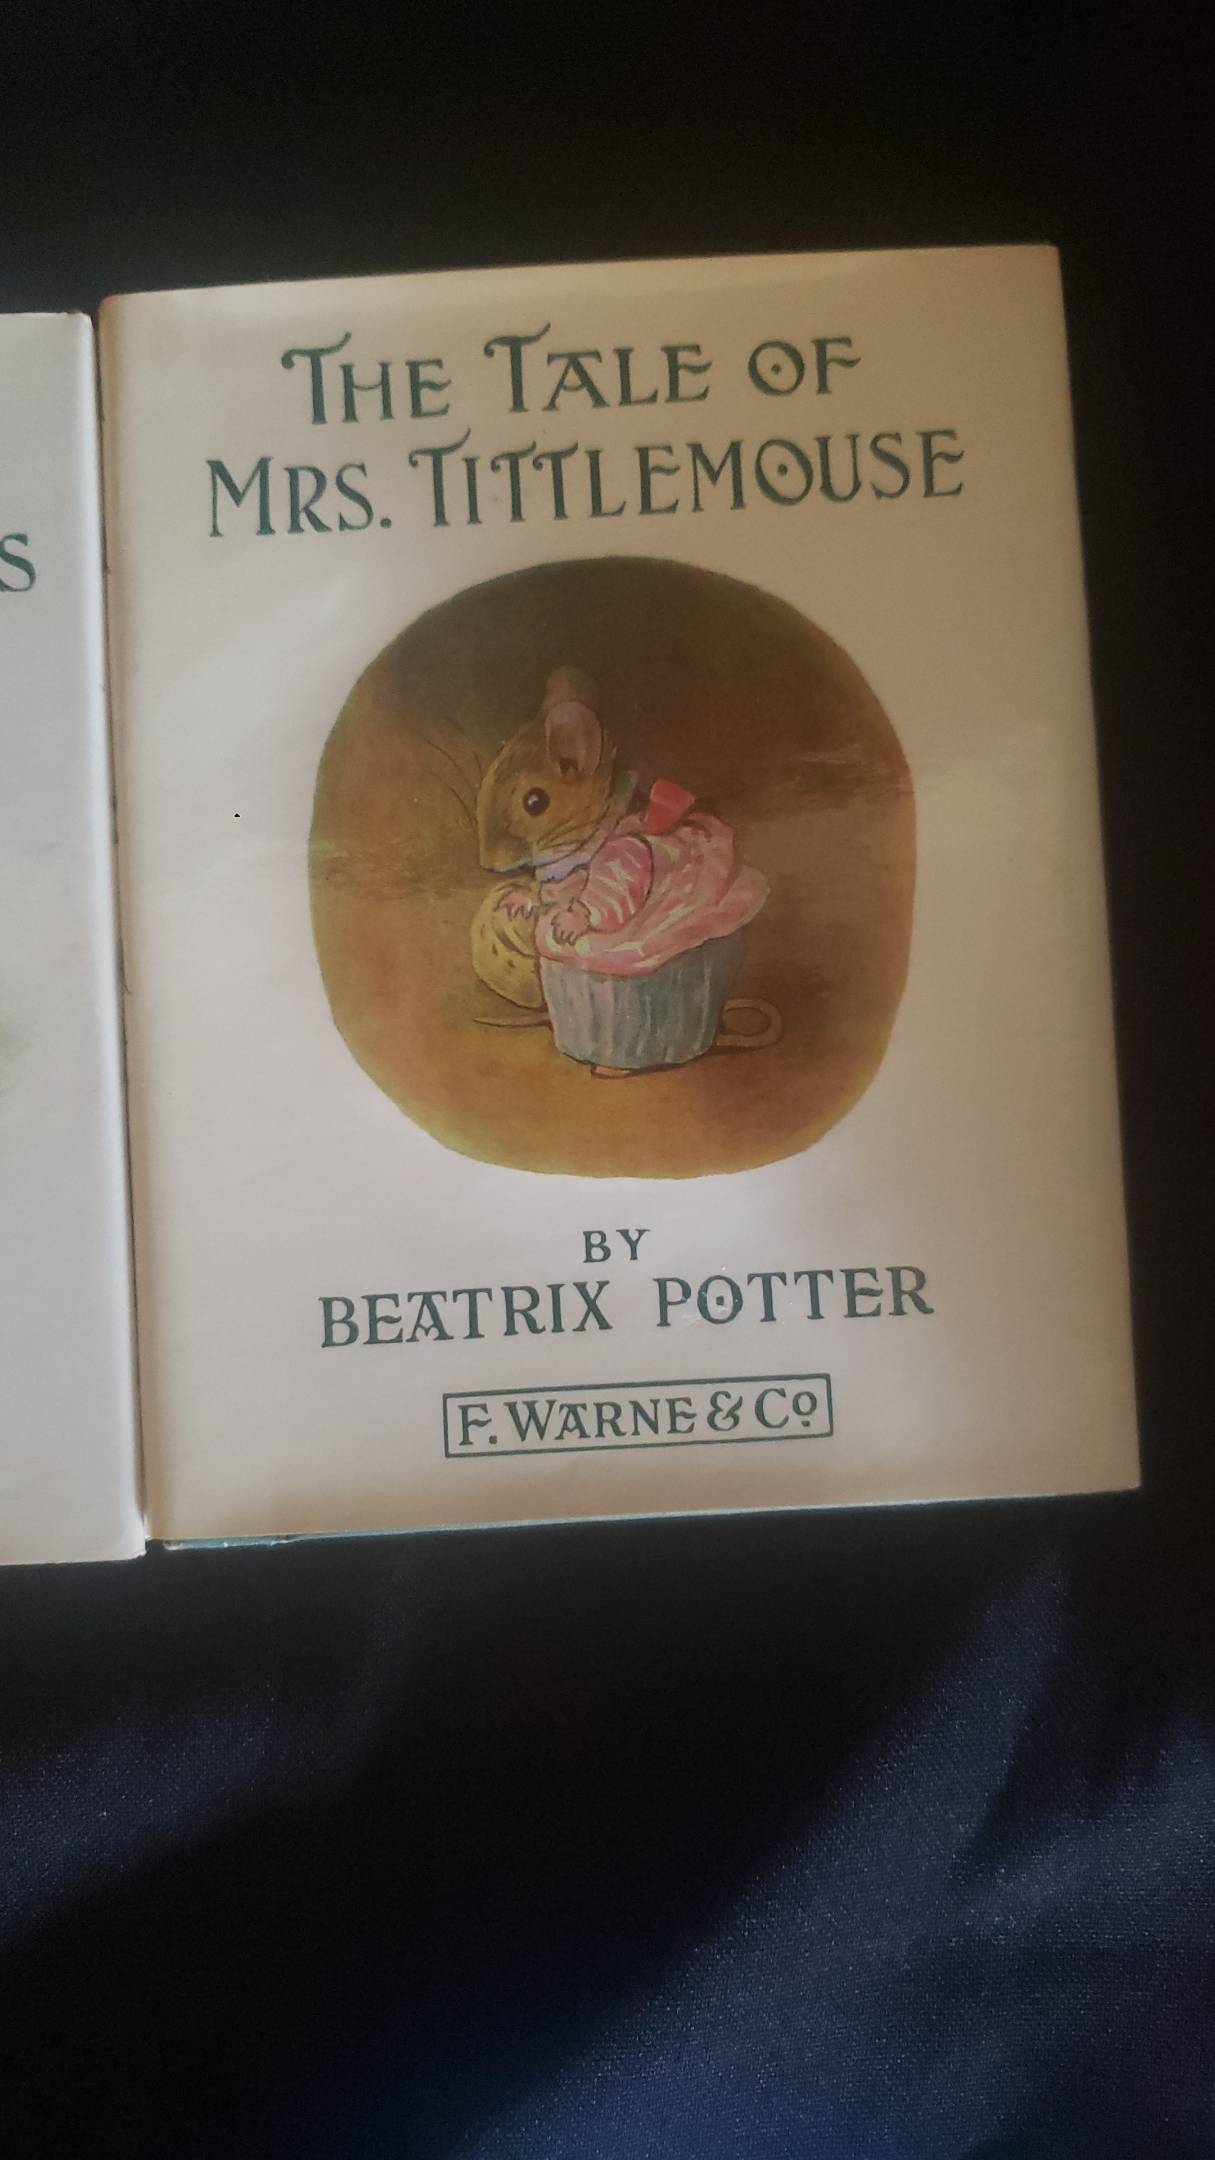 THE TALE OF
MRS. TITTLEMOUSE
BY
BEATRIX POTTER
F. WARNE & Co.
S